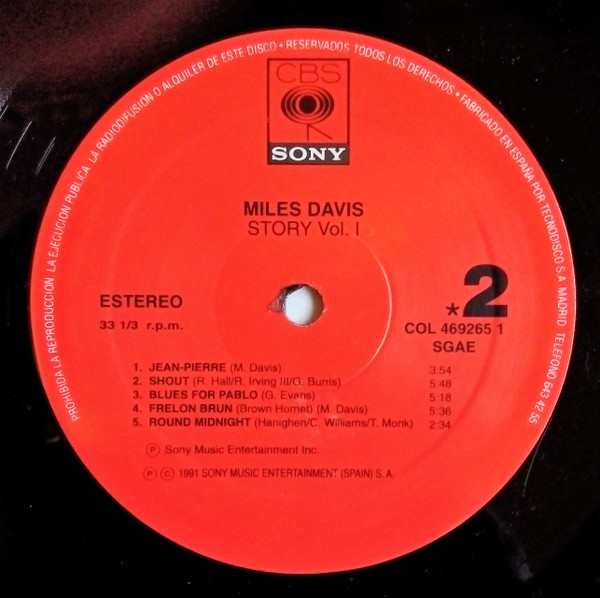 PROHIBIDA LA REPRODUCCION LA EJECUCION PUBLICA LA RADIODIFUSION O ALQUILER DE ESTE DISCO • RESERVADOS TODOS LOS DERECHOS • FABRICADO EN ESPAÑA POR TECNODISCO S.A. MADRID TELEFONO 643 42 55
CBS
SONY
MILES DAVIS
STORY Vol. I
ESTEREO
33 1/3 r.p.m.
*2
COL 469265 1
SGAE
1. JEAN-PIERRE (M. Davis) 3:54
2. SHOUT (R. Hall/R. Irving III/G. Burris) 5:48
3. BLUES FOR PABLO (G. Evans) 5:18
4. FRELON BRUN (Brown Hornet) (M. Davis) 5:36
5. ROUND MIDNIGHT (Hanighen/C. Williams/T. Monk) 2:34
Ⓟ Sony Music Entertainment Inc.
Ⓟ © 1991 SONY MUSIC ENTERTAINMENT (SPAIN) S.A.